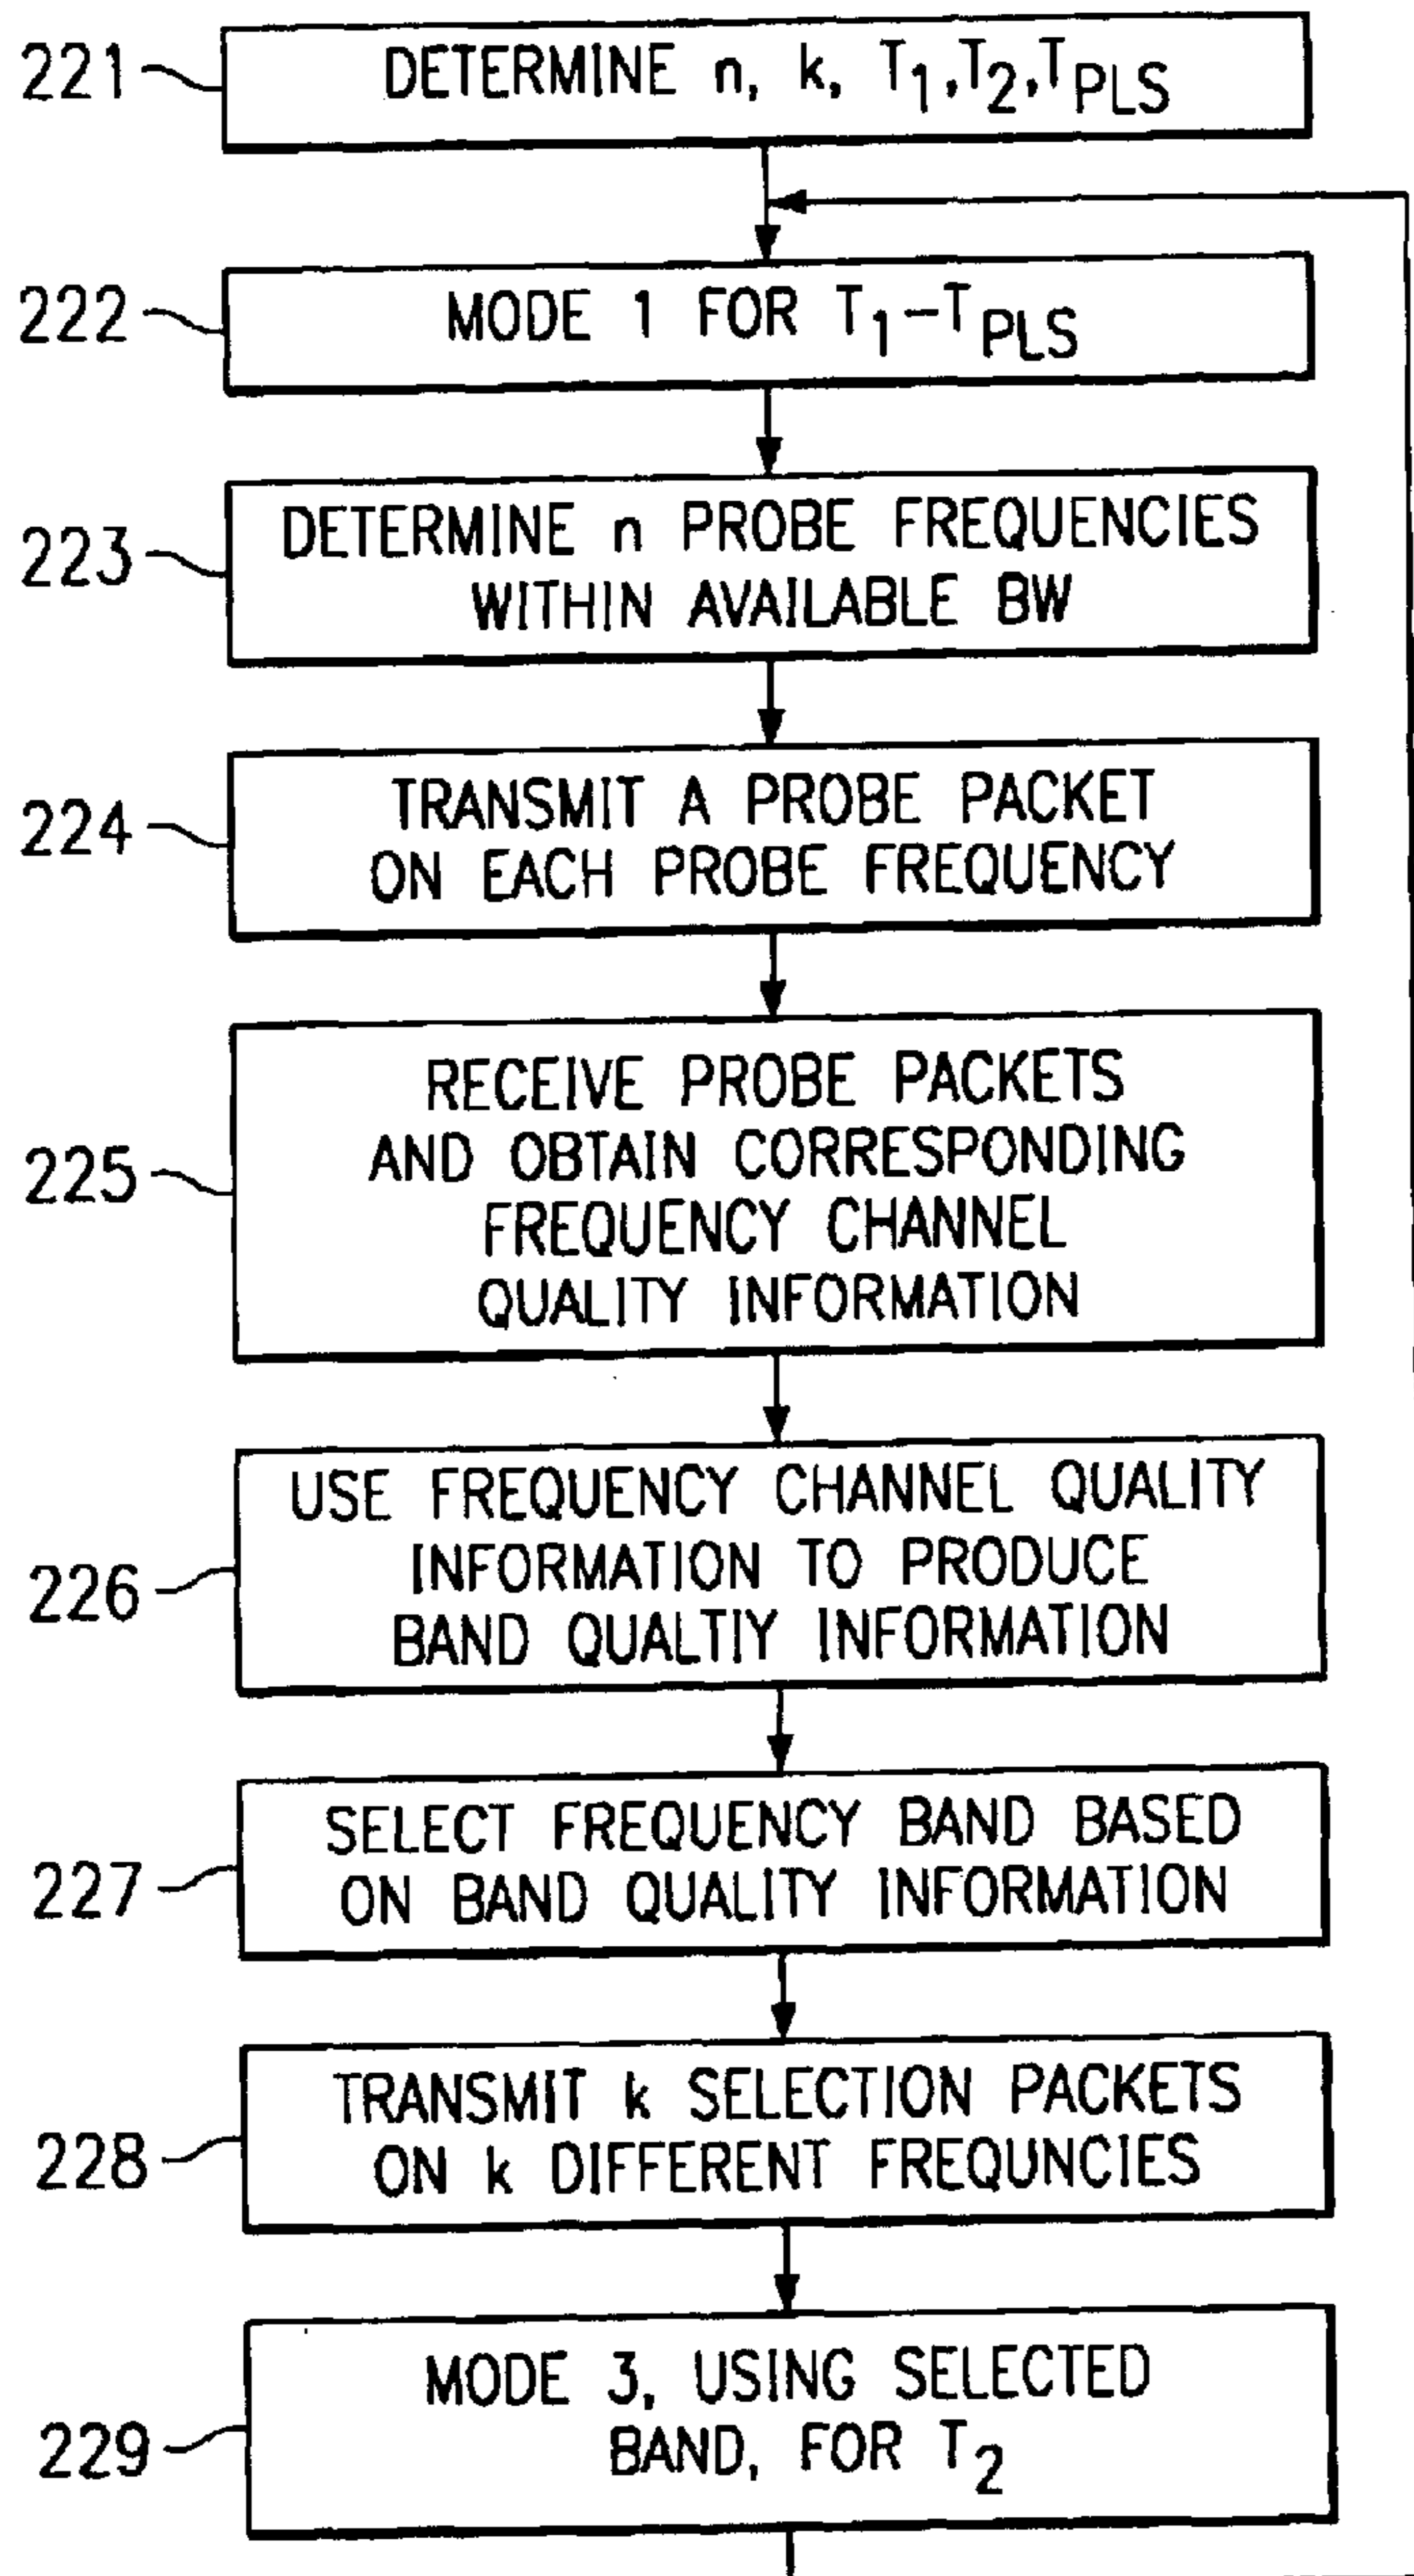 221 DETERMINE n, k, T1,T2,TPLS
222 MODE 1 FOR T1-TPLS
223 DETERMINE n PROBE FREQUENCIES
WITHIN AVAILABLE BW
224 TRANSMIT A PROBE PACKET
ON EACH PROBE FREQUENCY
225 RECEIVE PROBE PACKETS
AND OBTAIN CORRESPONDING
FREQUENCY CHANNEL
QUALITY INFORMATION
226 USE FREQUENCY CHANNEL QUALITY
INFORMATION TO PRODUCE
BAND QUALTIY INFORMATION
227 SELECT FREQUENCY BAND BASED
ON BAND QUALITY INFORMATION
228 TRANSMIT k SELECTION PACKETS
ON k DIFFERENT FREQUNCIES
229 MODE 3, USING SELECTED
BAND, FOR T2